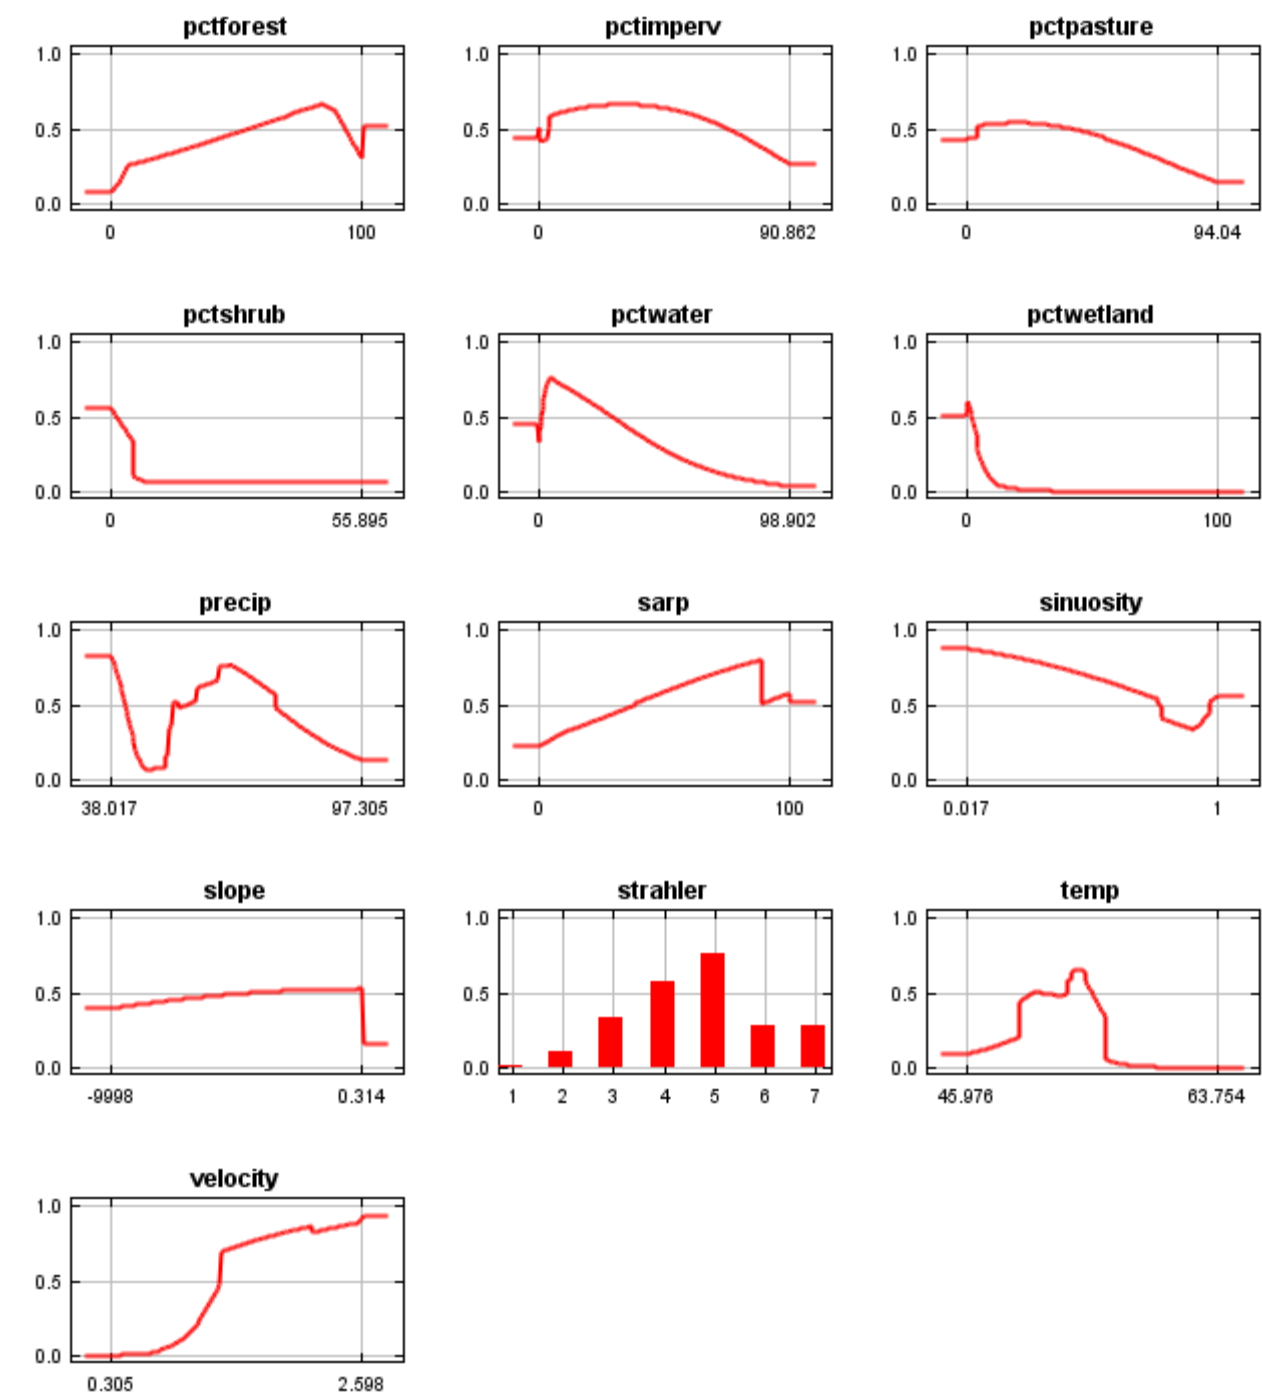 pctforest pctimperv pctpasture
1.0 1.0 1.0
0.5 0.5 0.5
0.0 0.0 0.0
0 100 0 90.862 0 94.04
pctshrub pctwater pctwetland
1.0 1.0 1.0
0.5 0.5 0.5
0.0 0.0 0.0
0 55.895 0 98.902 0 100
precip sarp sinuosity
1.0 1.0 1.0
0.5 0.5 0.5
0.0 0.0 0.0
38.017 97.305 0 100 0.017 1
slope strahler temp
1.0 1.0 1.0
0.5 0.5 0.5
0.0 0.0 0.0
-9998 0.314 1 2 3 4 5 6 7 45.976 63.754
velocity
1.0
0.5
0.0
0.305 2.598